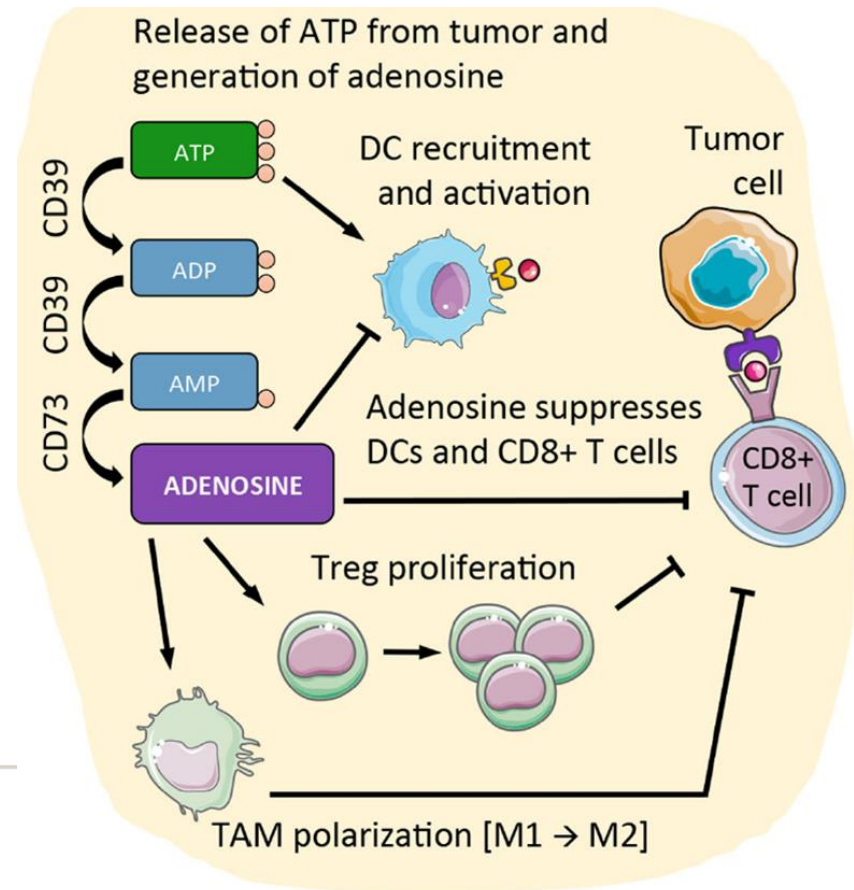 Release of ATP from tumor and
generation of adenosine
ATP
CD39
ADP
CD39
AMP
CD73
ADENOSINE
DC recruitment
and activation
Tumor
cell
Adenosine suppresses
DCs and CD8+ T cells
CD8+
T cell
Treg proliferation
TAM polarization [M1 → M2]